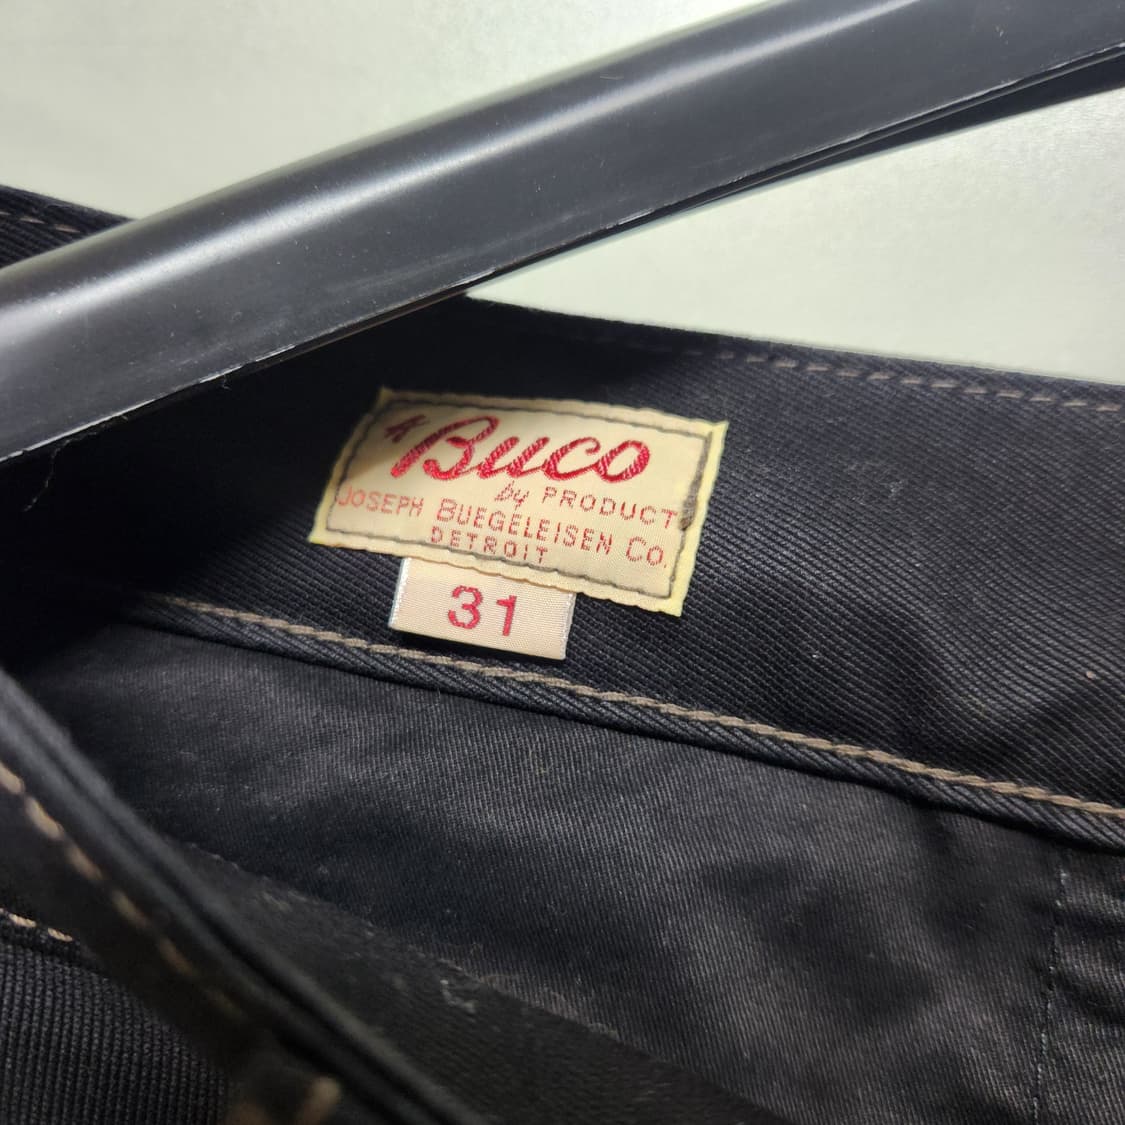 A Buco
by PRODUCT
JOSEPH BUEGELEISEN CO.
DETROIT
31